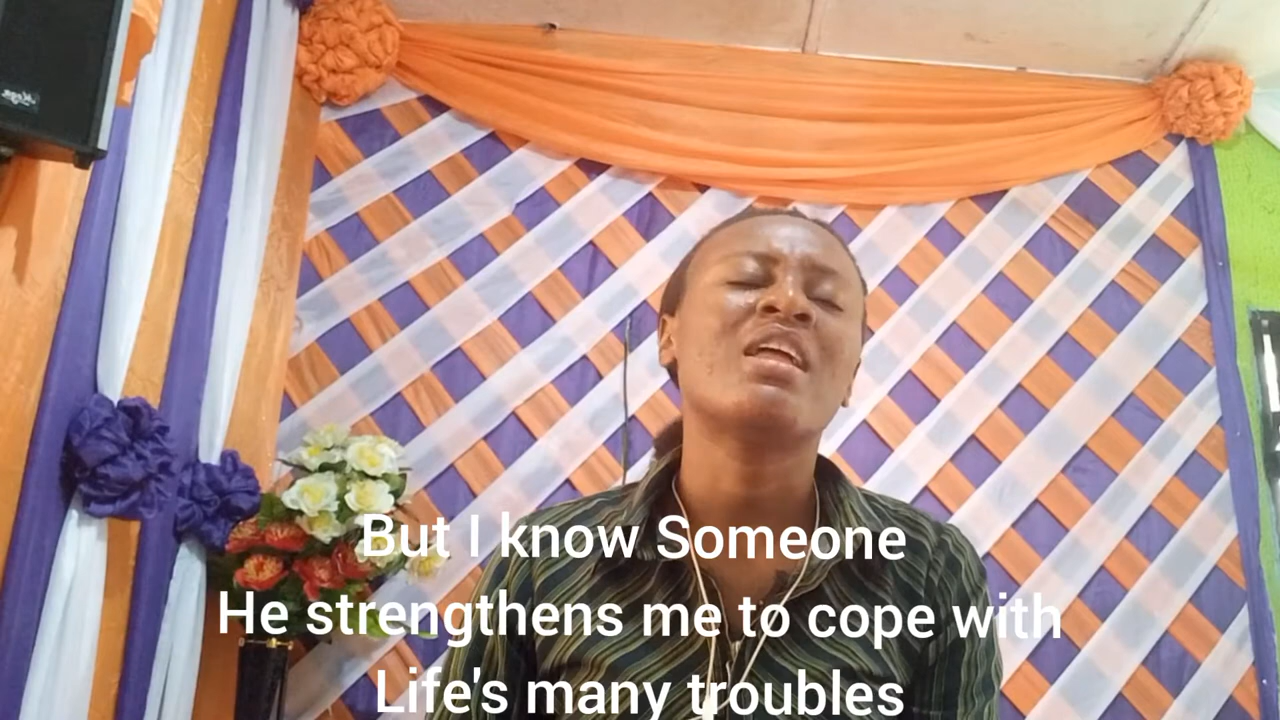 But I know Someone
He strengthens me to cope with
Life's many troubles